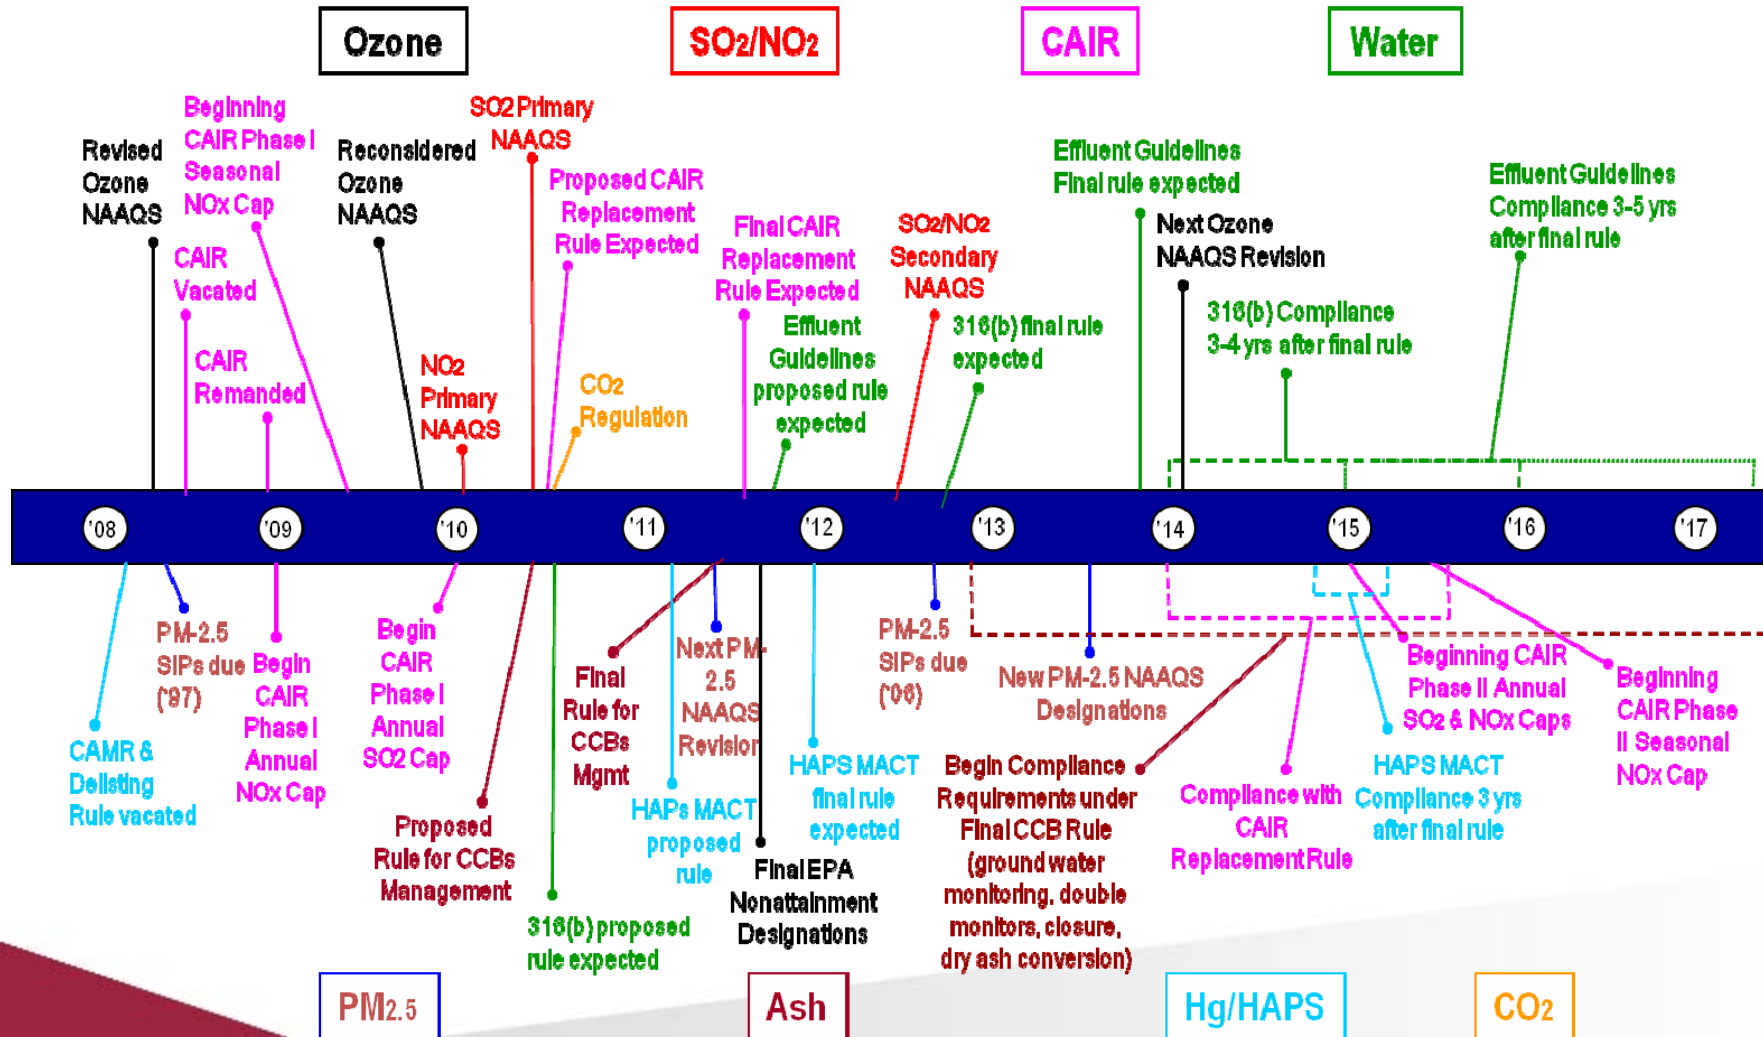 Ozone
SO2/NO2
CAIR
Water
Revised
Ozone
NAAQS
Beginning
CAIR Phase I
Seasonal
NOx Cap
CAIR
Vacated
CAIR
Remanded
Reconsidered
Ozone
NAAQS
NO2
Primary
NAAQS
SO2 Primary
NAAQS
Proposed CAIR
Replacement
Rule Expected
CO2
Regulation
Final CAIR
Replacement
Rule Expected
Effluent
Guidelines
proposed rule
expected
SO2/NO2
Secondary
NAAQS
316(b) final rule
expected
Effluent Guidelines
Final rule expected
Next Ozone
NAAQS Revision
316(b) Compliance
3-4 yrs after final rule
Effluent Guidelines
Compliance 3-5 yrs
after final rule
'08
'09
'10
'11
'12
'13
'14
'15
'16
'17
CAMR &
Delisting
Rule vacated
PM-2.5
SIPs due
('97)
Begin
CAIR
Phase I
Annual
NOx Cap
Begin
CAIR
Phase I
Annual
SO2 Cap
Proposed
Rule for CCBs
Management
316(b) proposed
rule expected
Final
Rule for
CCBs
Mgmt
HAPs MACT
proposed
rule
Next PM-
2.5
NAAQS
Revision
Final EPA
Nonattainment
Designations
HAPS MACT
final rule
expected
PM-2.5
SIPs due
('06)
Begin Compliance
Requirements under
Final CCB Rule
(ground water
monitoring, double
monitors, closure,
dry ash conversion)
New PM-2.5 NAAQS
Designations
Compliance with
CAIR
Replacement Rule
Beginning CAIR
Phase II Annual
SO2 & NOx Caps
HAPS MACT
Compliance 3 yrs
after final rule
Beginning
CAIR Phase
II Seasonal
NOx Cap
PM2.5
Ash
Hg/HAPS
CO2